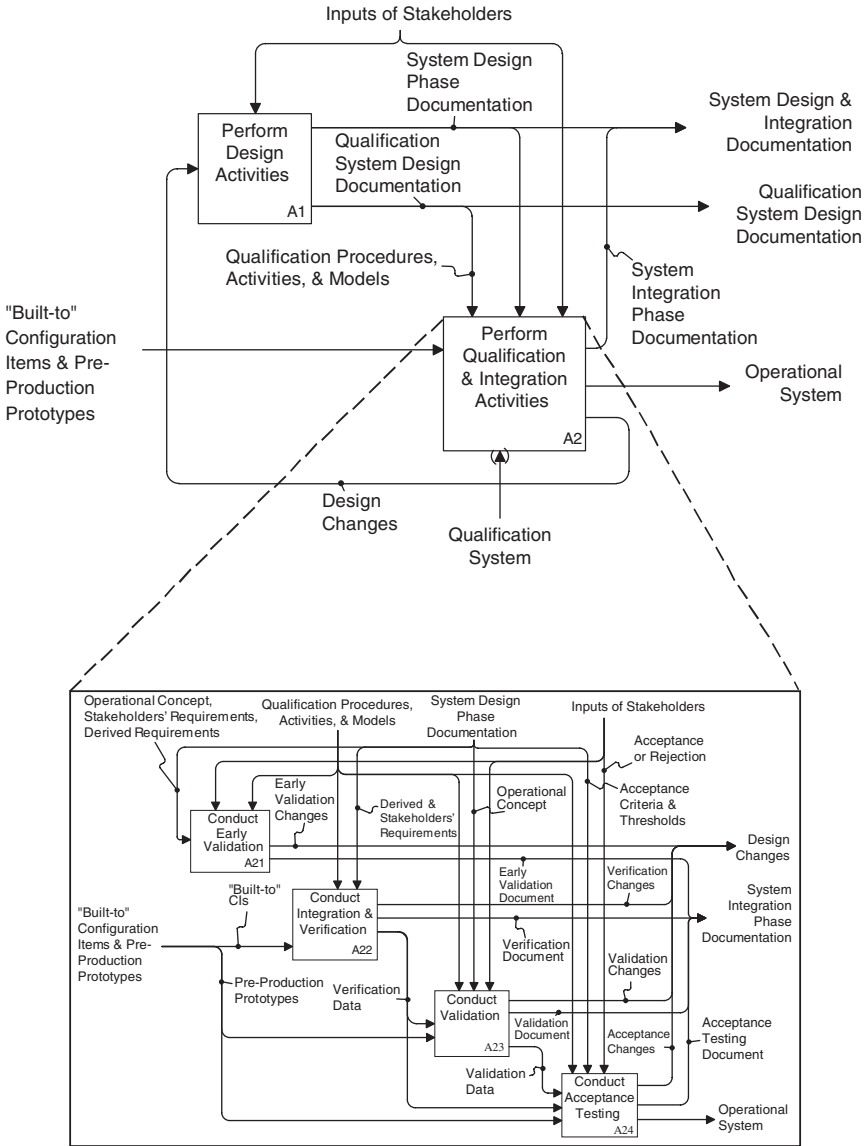 Inputs of Stakeholders
System Design
Phase
Documentation
System Design &
Integration
Documentation
Perform
Design
Activities
A1
Qualification
System Design
Documentation
Qualification
System Design
Documentation
Qualification Procedures,
Activities, & Models
System
Integration
Phase
Documentation
"Built-to"
Configuration
Items & Pre-
Production
Prototypes
Perform
Qualification
& Integration
Activities
A2
Operational
System
Design
Changes
Qualification
System
Operational Concept,
Stakeholders' Requirements,
Derived Requirements
Qualification Procedures,
Activities, & Models
System Design
Phase
Documentation
Inputs of Stakeholders
Acceptance
or Rejection
Early
Validation
Changes
Derived &
Stakeholders'
Requirements
Operational
Concept
Acceptance
Criteria &
Thresholds
Conduct
Early
Validation
A21
Design
Changes
Early
Validation
Document
Verification
Changes
"Built-to"
CIs
Conduct
Integration &
Verification
A22
System
Integration
Phase
Documentation
"Built-to"
Configuration
Items & Pre-
Production
Prototypes
Verification
Document
Pre-Production
Prototypes
Verification
Data
Validation
Changes
Conduct
Validation
A23
Validation
Document
Acceptance
Changes
Acceptance
Testing
Document
Validation
Data
Conduct
Acceptance
Testing
A24
Operational
System